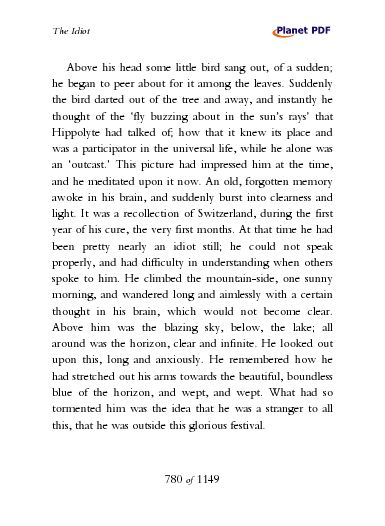 The Idiot
Planet PDF
Above his head some little bird sang out, of a sudden;
he began to peer about for it among the leaves. Suddenly
the bird darted out of the tree and away, and instantly he
thought of the ‘fly buzzing about in the sun’s rays’ that
Hippolyte had talked of; how that it knew its place and
was a participator in the universal life, while he alone was
an ‘outcast.’ This picture had impressed him at the time,
and he meditated upon it now. An old, forgotten memory
awoke in his brain, and suddenly burst into clearness and
light. It was a recollection of Switzerland, during the first
year of his cure, the very first months. At that time he had
been pretty nearly an idiot still; he could not speak
properly, and had difficulty in understanding when others
spoke to him. He climbed the mountain-side, one sunny
morning, and wandered long and aimlessly with a certain
thought in his brain, which would not become clear.
Above him was the blazing sky, below, the lake; all
around was the horizon, clear and infinite. He looked out
upon this, long and anxiously. He remembered how he
had stretched out his arms towards the beautiful, boundless
blue of the horizon, and wept, and wept. What had so
tormented him was the idea that he was a stranger to all
this, that he was outside this glorious festival.
780 of 1149